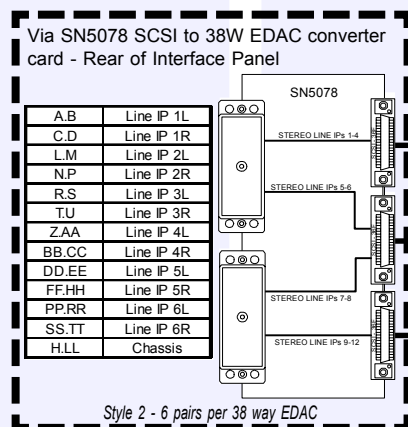 Via SN5078 SCSI to 38W EDAC converter
card - Rear of Interface Panel
SN5078
A.B Line IP 1L
C.D Line IP 1R
L.M Line IP 2L
N.P Line IP 2R
R.S Line IP 3L
T.U Line IP 3R
Z.AA Line IP 4L
BB.CC Line IP 4R
DD.EE Line IP 5L
FF.HH Line IP 5R
PP.RR Line IP 6L
SS.TT Line IP 6R
H.LL Chassis
STEREO LINE IPs 1-4
STEREO LINE IPs 5-6
STEREO LINE IPs 7-8
STEREO LINE IPs 9-12
Style 2 - 6 pairs per 38 way EDAC